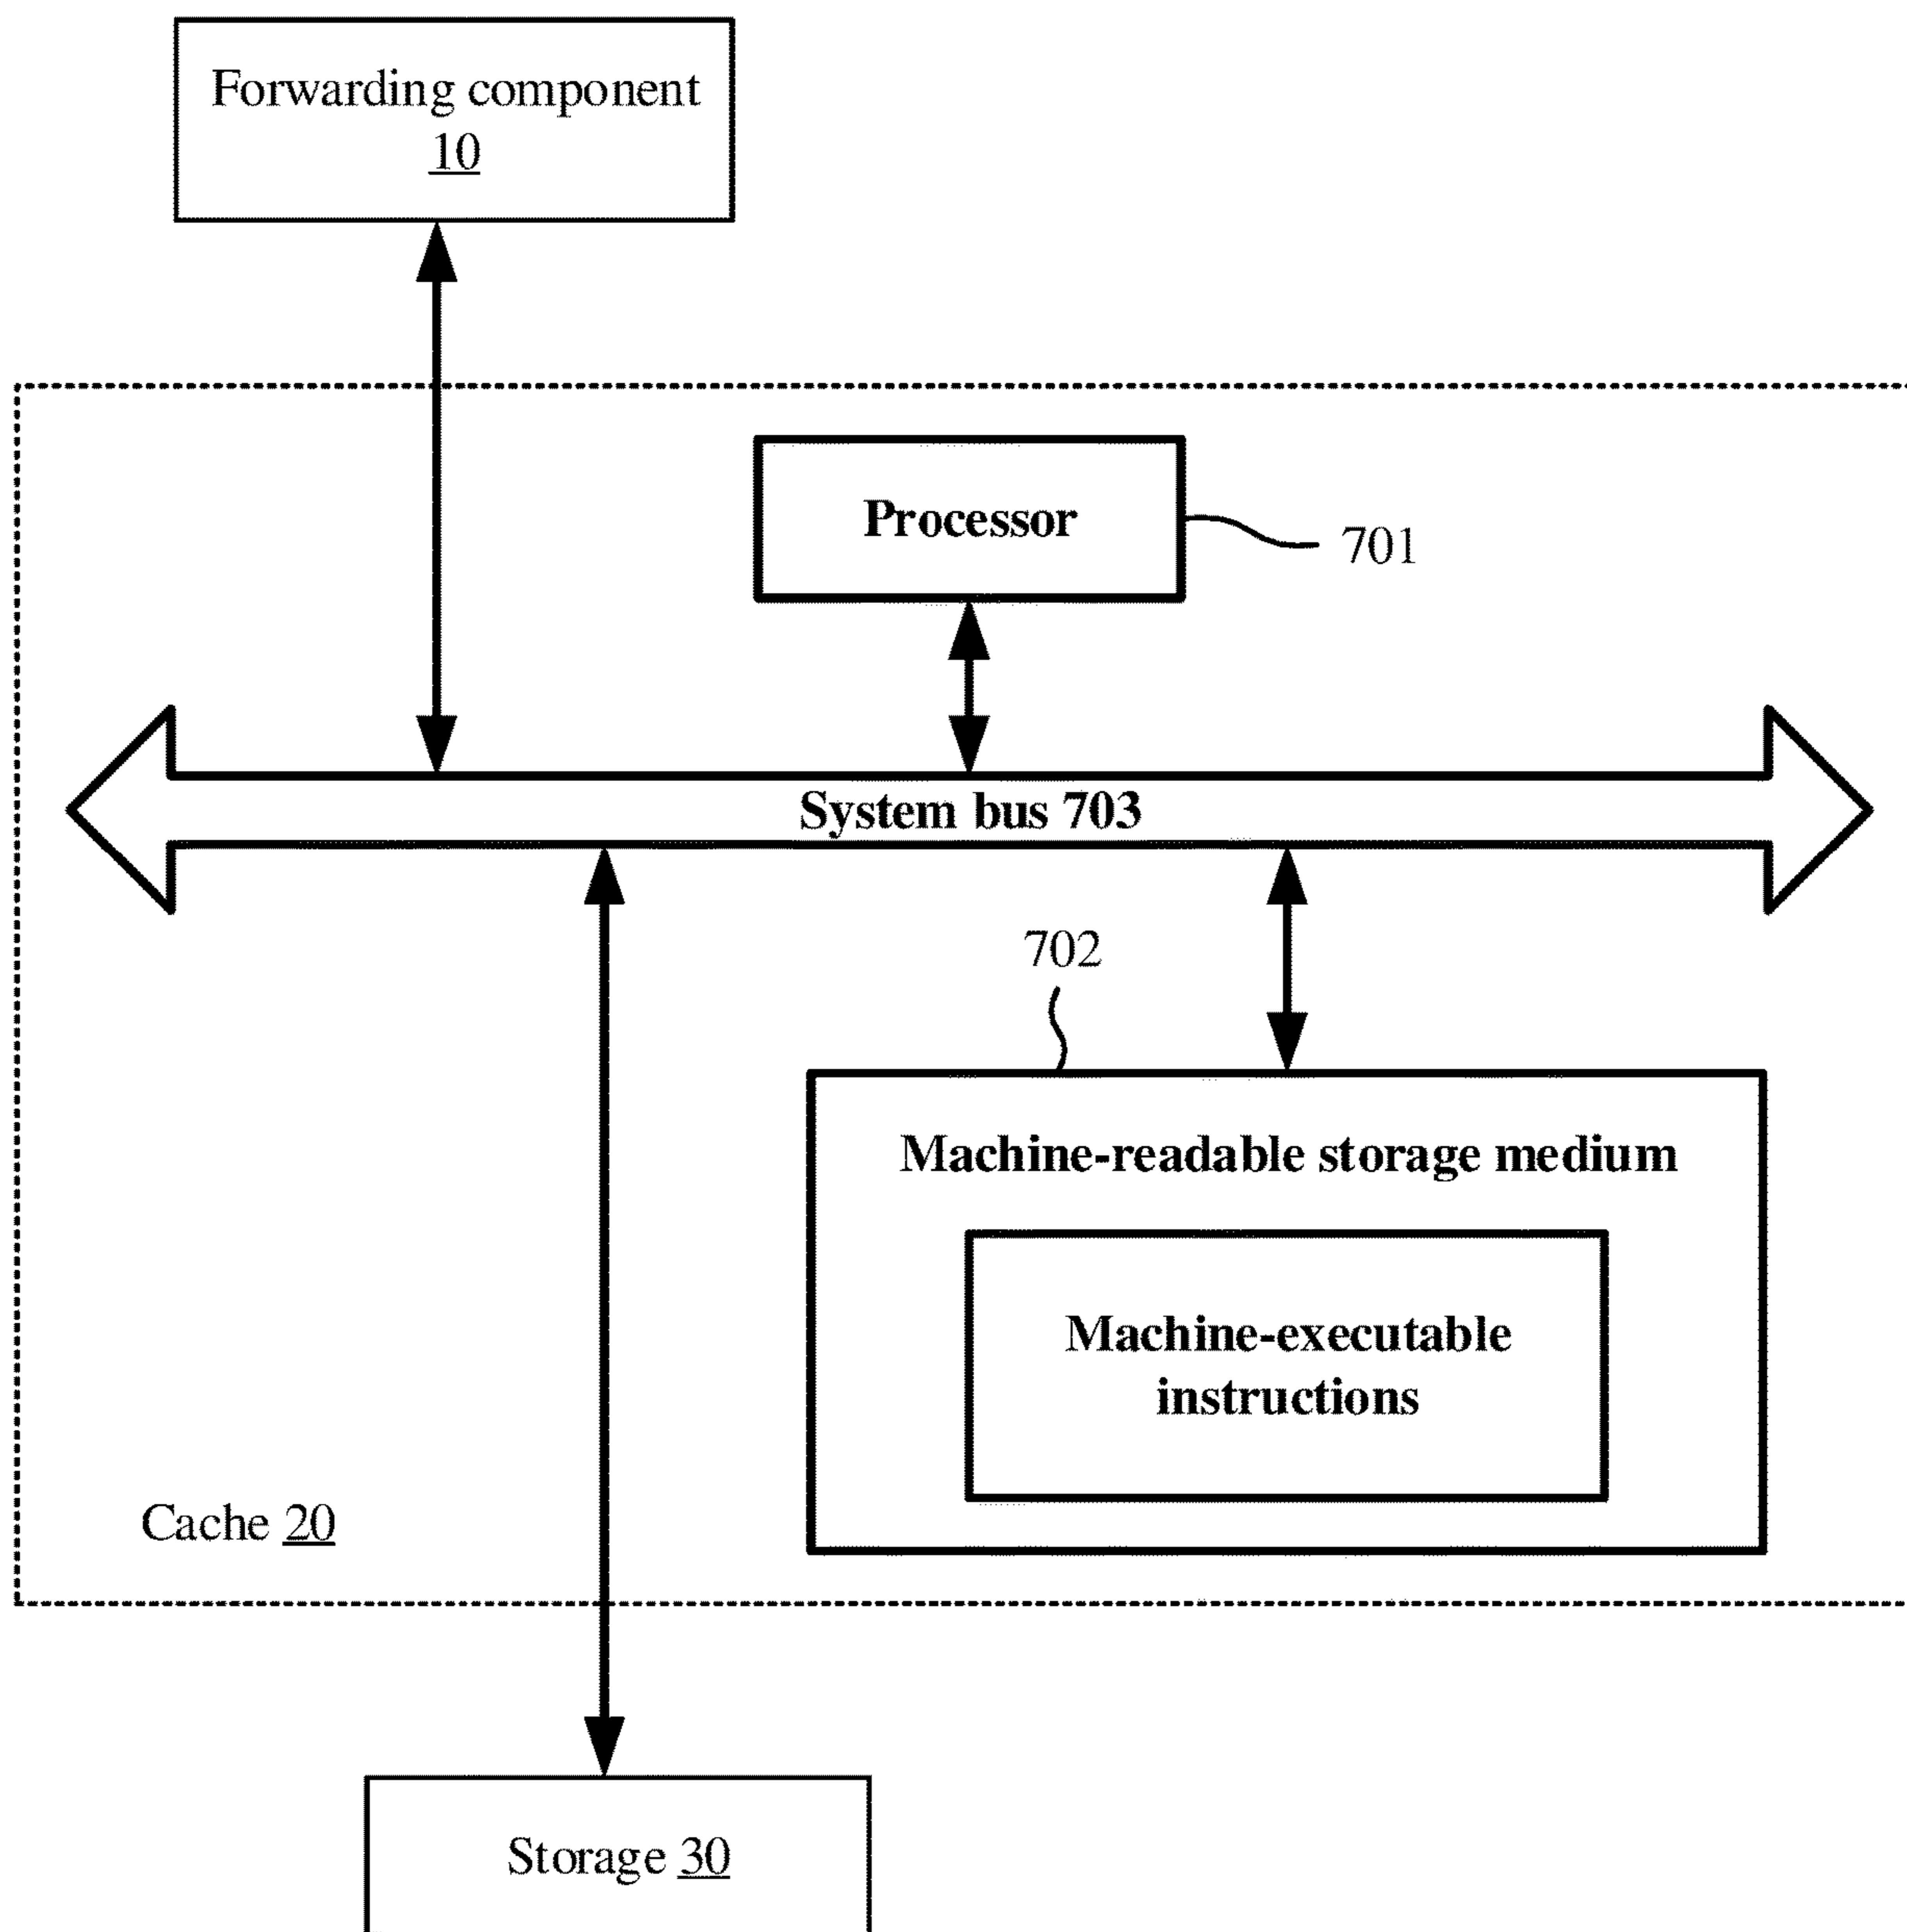 Forwarding component
10
Processor
701
System bus 703
702
Machine-readable storage medium
Machine-executable
instructions
Cache 20
Storage 30